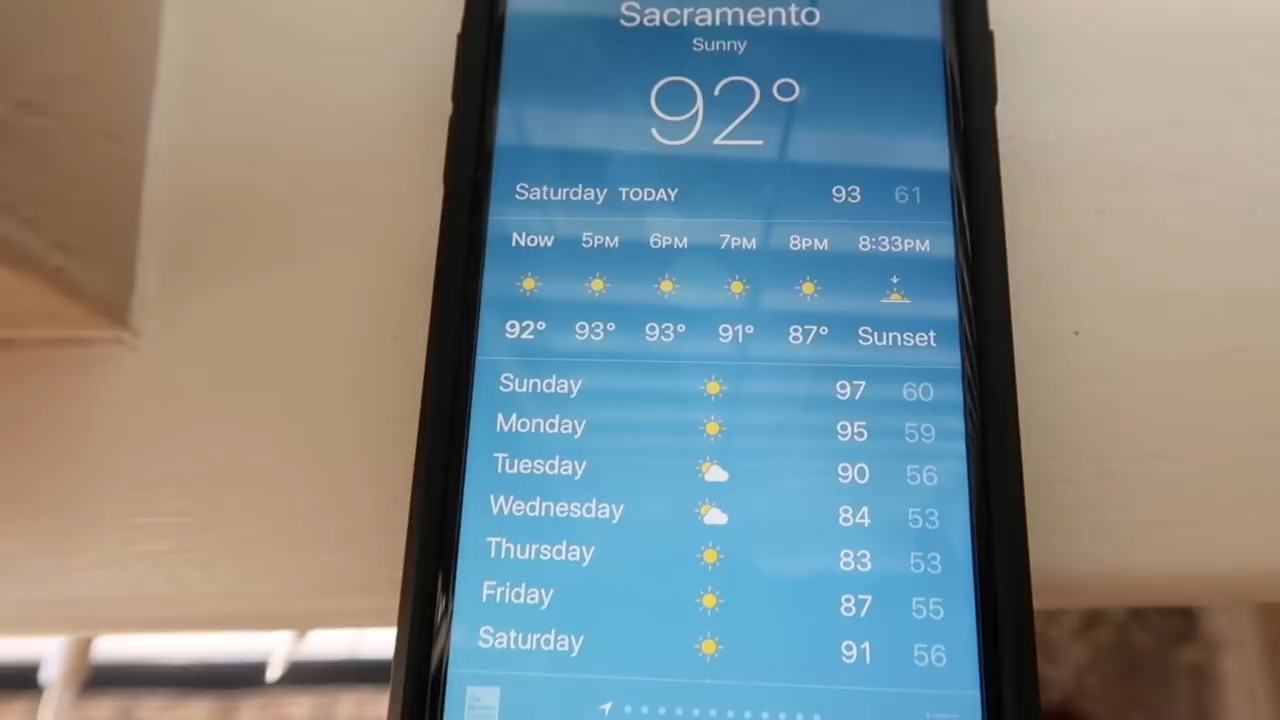 Sacramento
Sunny
92°
Saturday TODAY 93 61
Now 5PM 6PM 7PM 8PM 8:33PM
92° 93° 93° 91° 87° Sunset
Sunday 97 60
Monday 95 59
Tuesday 90 56
Wednesday 84 53
Thursday 83 53
Friday 87 55
Saturday 91 56